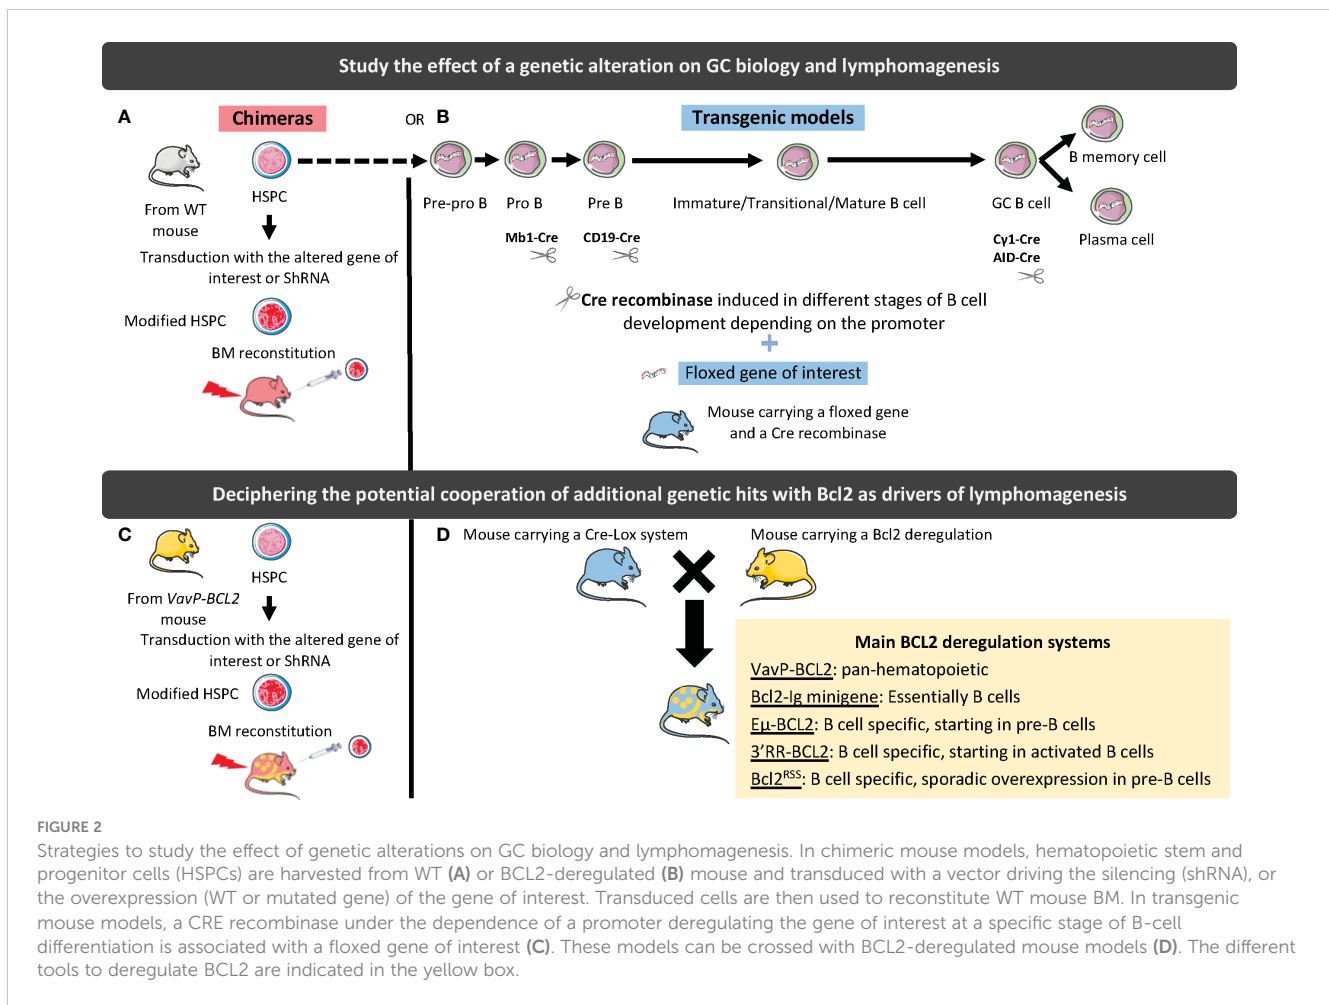 Study the effect of a genetic alteration on GC biology and lymphomagenesis
A
Chimeras
OR
B
Transgenic models
From WT
mouse
HSPC
Transduction with the altered gene of
interest or ShRNA
Modified HSPC
BM reconstitution
Pre-pro B
Pro B
Pre B
Immature/Transitional/Mature B cell
GC B cell
B memory cell
Plasma cell
Mb1-Cre
CD19-Cre
Cγ1-Cre
AID-Cre
Cre recombinase induced in different stages of B cell
development depending on the promoter
+
Floxed gene of interest
Mouse carrying a floxed gene
and a Cre recombinase
Deciphering the potential cooperation of additional genetic hits with Bcl2 as drivers of lymphomagenesis
C
HSPC
From VavP-BCL2
mouse
Transduction with the altered gene of
interest or ShRNA
Modified HSPC
BM reconstitution
D
Mouse carrying a Cre-Lox system
Mouse carrying a Bcl2 deregulation
Main BCL2 deregulation systems
VavP-BCL2: pan-hematopoietic
Bcl2-Ig minigene: Essentially B cells
Eμ-BCL2: B cell specific, starting in pre-B cells
3’RR-BCL2: B cell specific, starting in activated B cells
Bcl2RSS: B cell specific, sporadic overexpression in pre-B cells
FIGURE 2
Strategies to study the effect of genetic alterations on GC biology and lymphomagenesis. In chimeric mouse models, hematopoietic stem and
progenitor cells (HSPCs) are harvested from WT (A) or BCL2-deregulated (B) mouse and transduced with a vector driving the silencing (shRNA), or
the overexpression (WT or mutated gene) of the gene of interest. Transduced cells are then used to reconstitute WT mouse BM. In transgenic
mouse models, a CRE recombinase under the dependence of a promoter deregulating the gene of interest at a specific stage of B-cell
differentiation is associated with a floxed gene of interest (C). These models can be crossed with BCL2-deregulated mouse models (D). The different
tools to deregulate BCL2 are indicated in the yellow box.